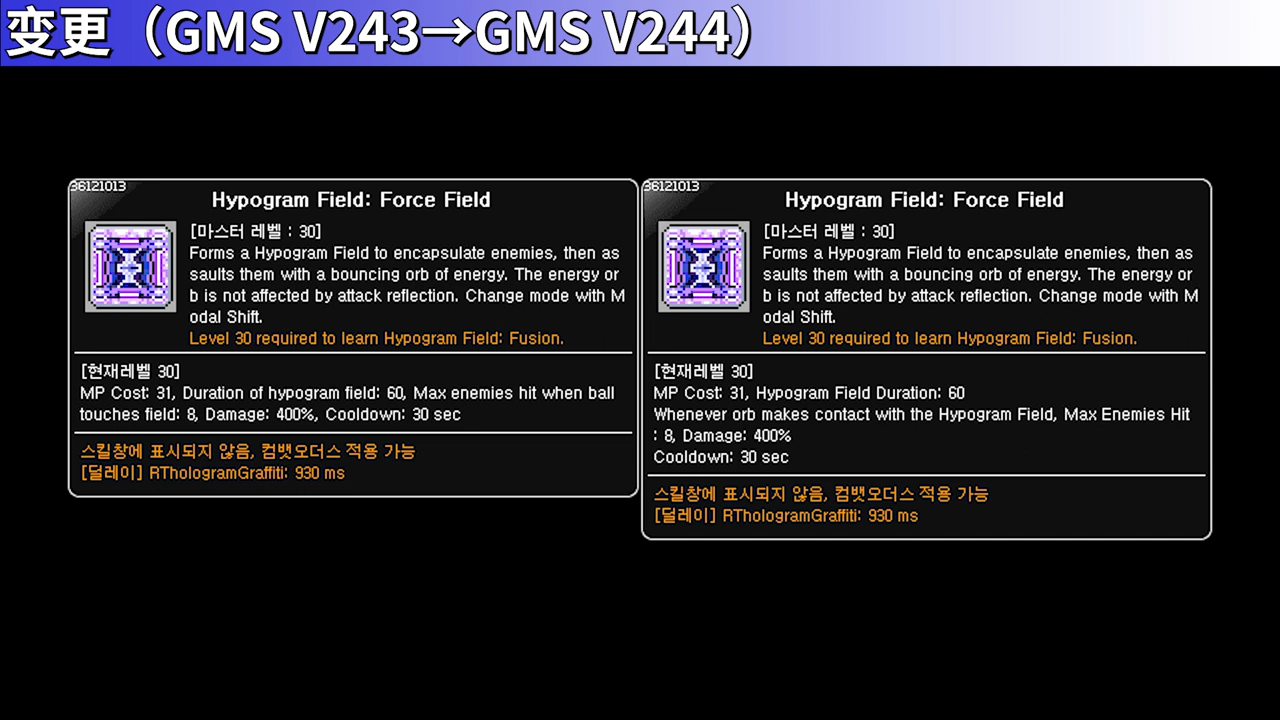 变更（GMS V243→GMS V244）
36121013
Hypogram Field: Force Field
[마스터 레벨 : 30]
Forms a Hypogram Field to encapsulate enemies, then as
saults them with a bouncing orb of energy. The energy or
b is not affected by attack reflection. Change mode with M
odal Shift.
Level 30 required to learn Hypogram Field: Fusion.
[현재레벨 30]
MP Cost: 31, Duration of hypogram field: 60, Max enemies hit when ball
touches field: 8, Damage: 400%, Cooldown: 30 sec
스킬창에 표시되지 않음, 컴뱃오더스 적용 가능
[딜레이] RThologramGraffiti: 930 ms
36121013
Hypogram Field: Force Field
[마스터 레벨 : 30]
Forms a Hypogram Field to encapsulate enemies, then as
saults them with a bouncing orb of energy. The energy or
b is not affected by attack reflection. Change mode with M
odal Shift.
Level 30 required to learn Hypogram Field: Fusion.
[현재레벨 30]
MP Cost: 31, Hypogram Field Duration: 60
Whenever orb makes contact with the Hypogram Field, Max Enemies Hit
: 8, Damage: 400%
Cooldown: 30 sec
스킬창에 표시되지 않음, 컴뱃오더스 적용 가능
[딜레이] RThologramGraffiti: 930 ms